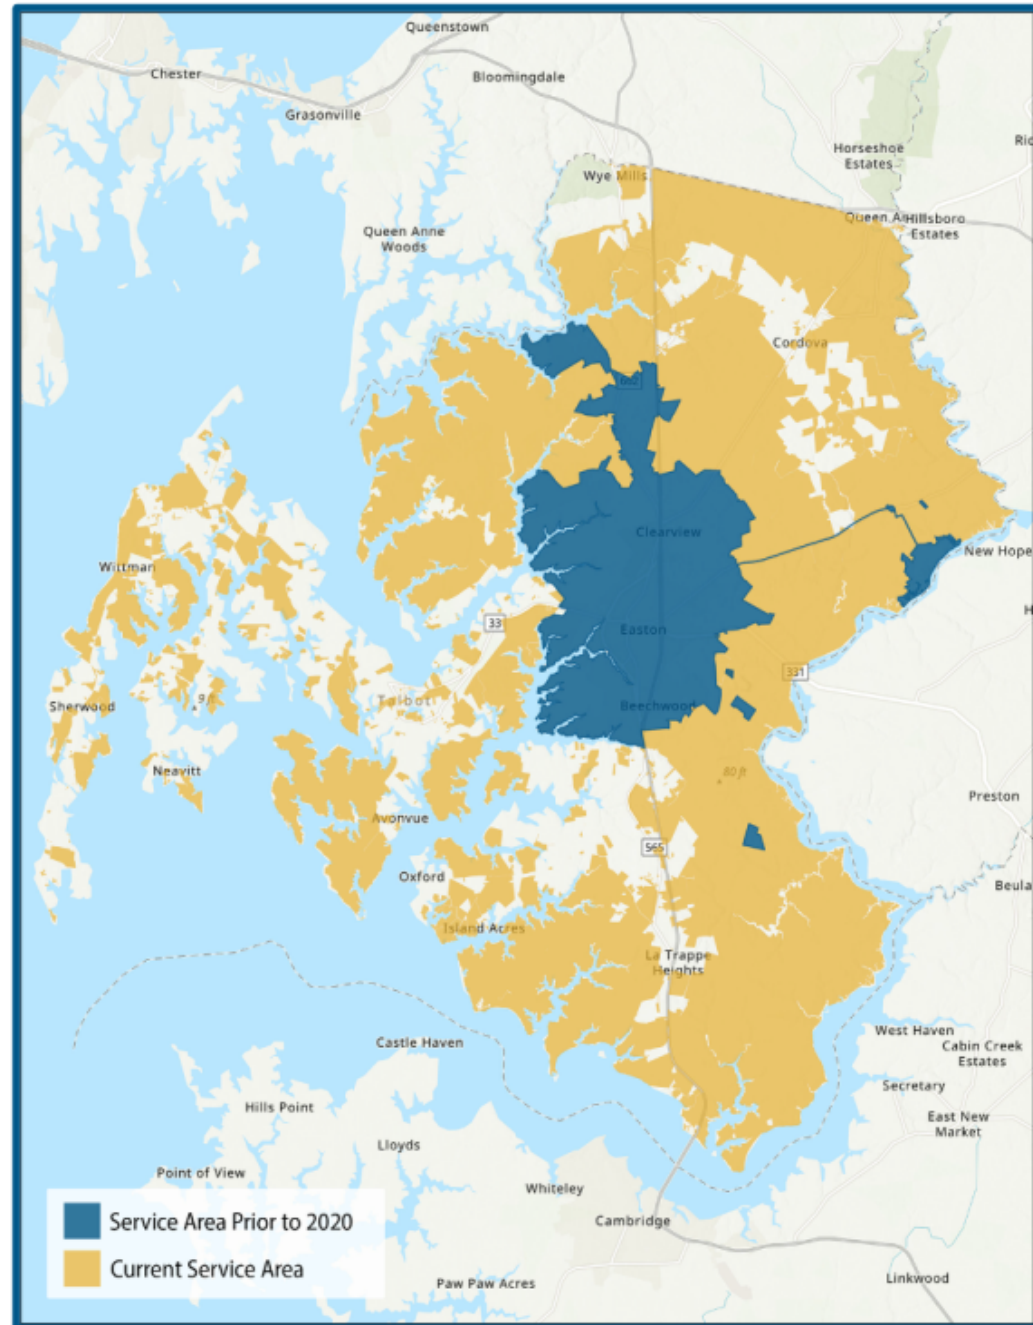 Queenstown
Chester
Bloomingdale
Grasonville
Horseshoe
Estates
Wye Mills
Queen Anne
Woods
Hillsboro
Estates
Cordova
662
Clearview
New Hope
Wittman
33
Easton
331
9 ft
Talbot
Sherwood
Beechwood
Neavitt
80 ft
Preston
Avonvue
565
Oxford
Island Acres
La Trappe
Heights
West Haven
Castle Haven
Cabin Creek
Estates
Secretary
Hills Point
East New
Market
Lloyds
Point of View
Whiteley
Cambridge
Service Area Prior to 2020
Current Service Area
Linkwood
Paw Paw Acres